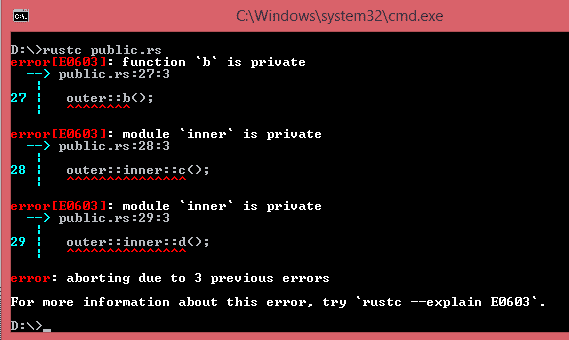 C:\Windows\system32\cmd.exe
D:\>rustc public.rs
error[E0603]: function `b` is private
--> public.rs:27:3
|
27 | outer::b();
| ^^^^^^^^
error[E0603]: module `inner` is private
--> public.rs:28:3
|
28 | outer::inner::c();
| ^^^^^^^^^^^^^^^
error[E0603]: module `inner` is private
--> public.rs:29:3
|
29 | outer::inner::d();
| ^^^^^^^^^^^^^^^
error: aborting due to 3 previous errors
For more information about this error, try `rustc --explain E0603`.
D:\>_